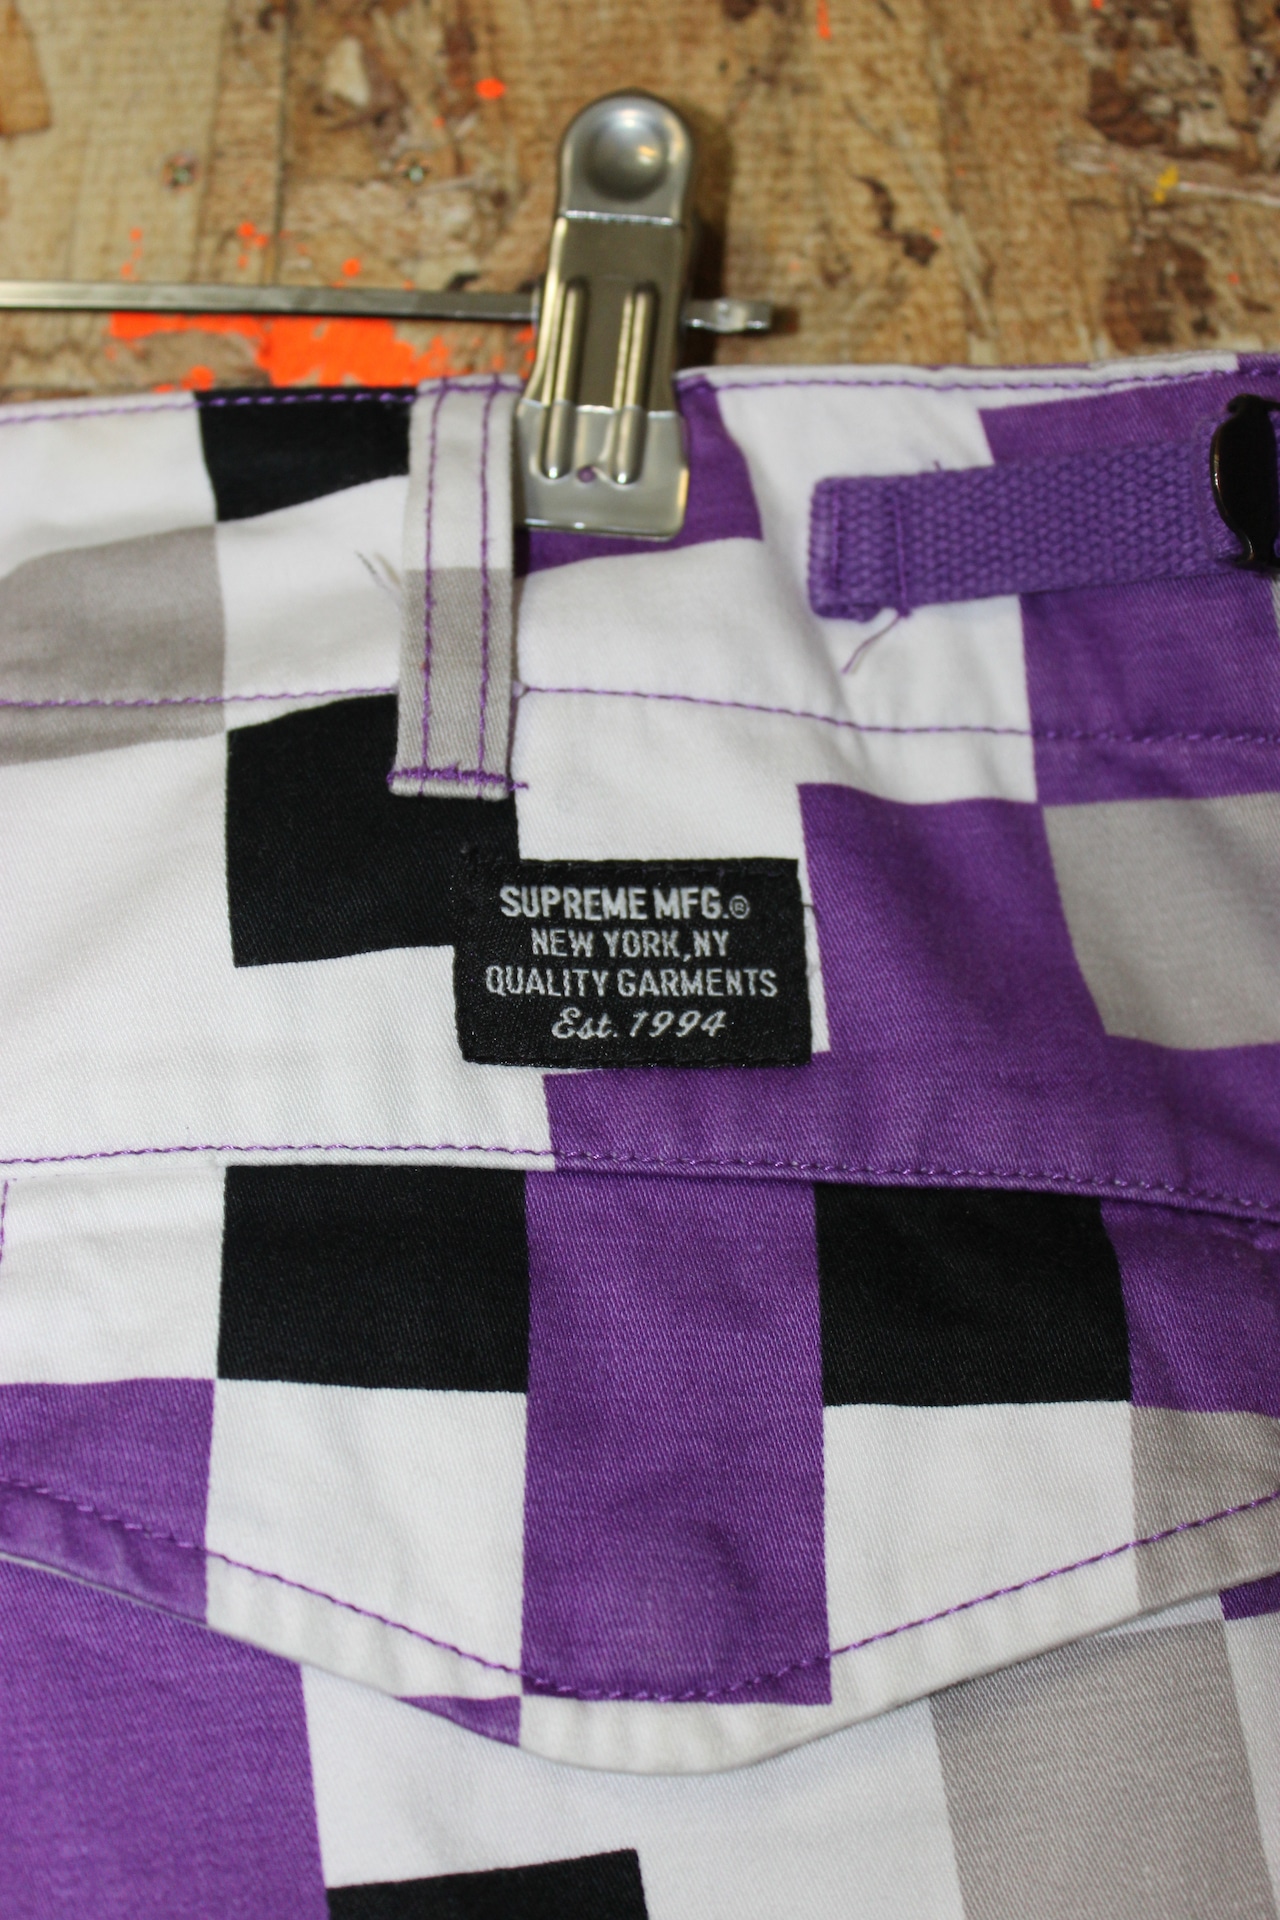 SUPREME MFG.®
NEW YORK, NY
QUALITY GARMENTS
Est. 1994